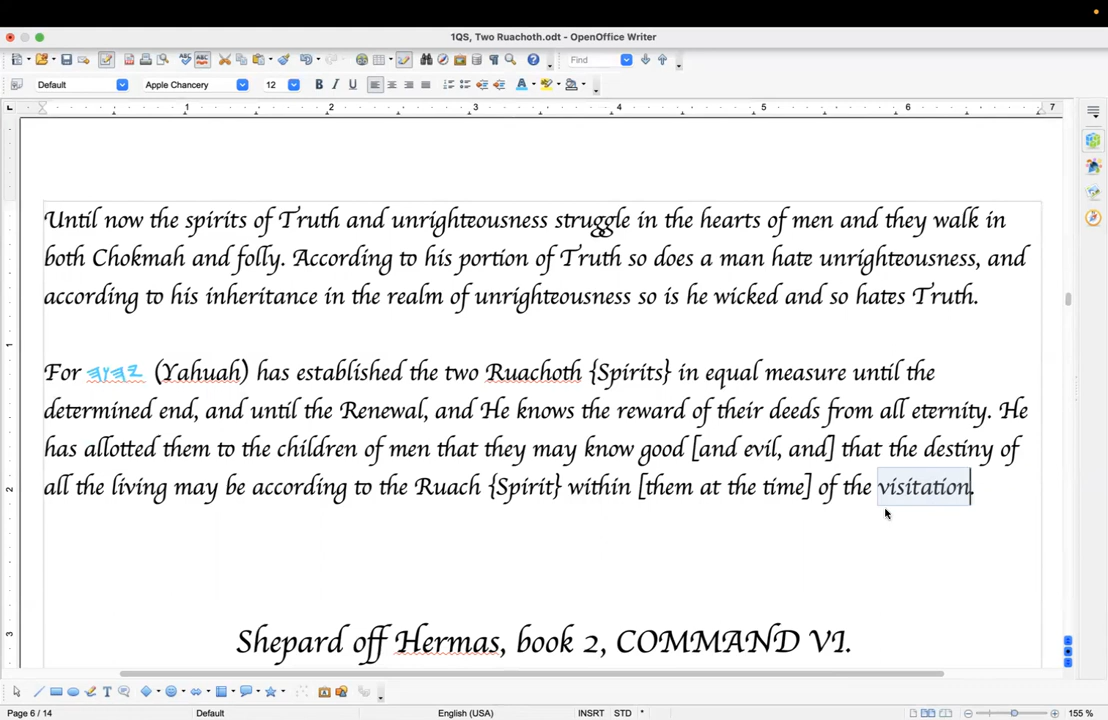 1QS, Two Ruachoth.odt - OpenOffice Writer
Find
Default Apple Chancery 12 B I U
1 2 3 4 5 6 7
Until now the spirits of Truth and unrighteousness struggle in the hearts of men and they walk in
both Chokmah and folly. According to his portion of Truth so does a man hate unrighteousness, and
according to his inheritance in the realm of unrighteousness so is he wicked and so hates Truth.
For 𐤉𐤄𐤅𐤄 (Yahuah) has established the two Ruachoth {Spirits} in equal measure until the
determined end, and until the Renewal, and He knows the reward of their deeds from all eternity. He
has allotted them to the children of men that they may know good [and evil, and] that the destiny of
all the living may be according to the Ruach {Spirit} within [them at the time] of the visitation.
Shepard off Hermas, book 2, COMMAND VI.
Page 6 / 14 Default English (USA) INSRT STD * 155 %